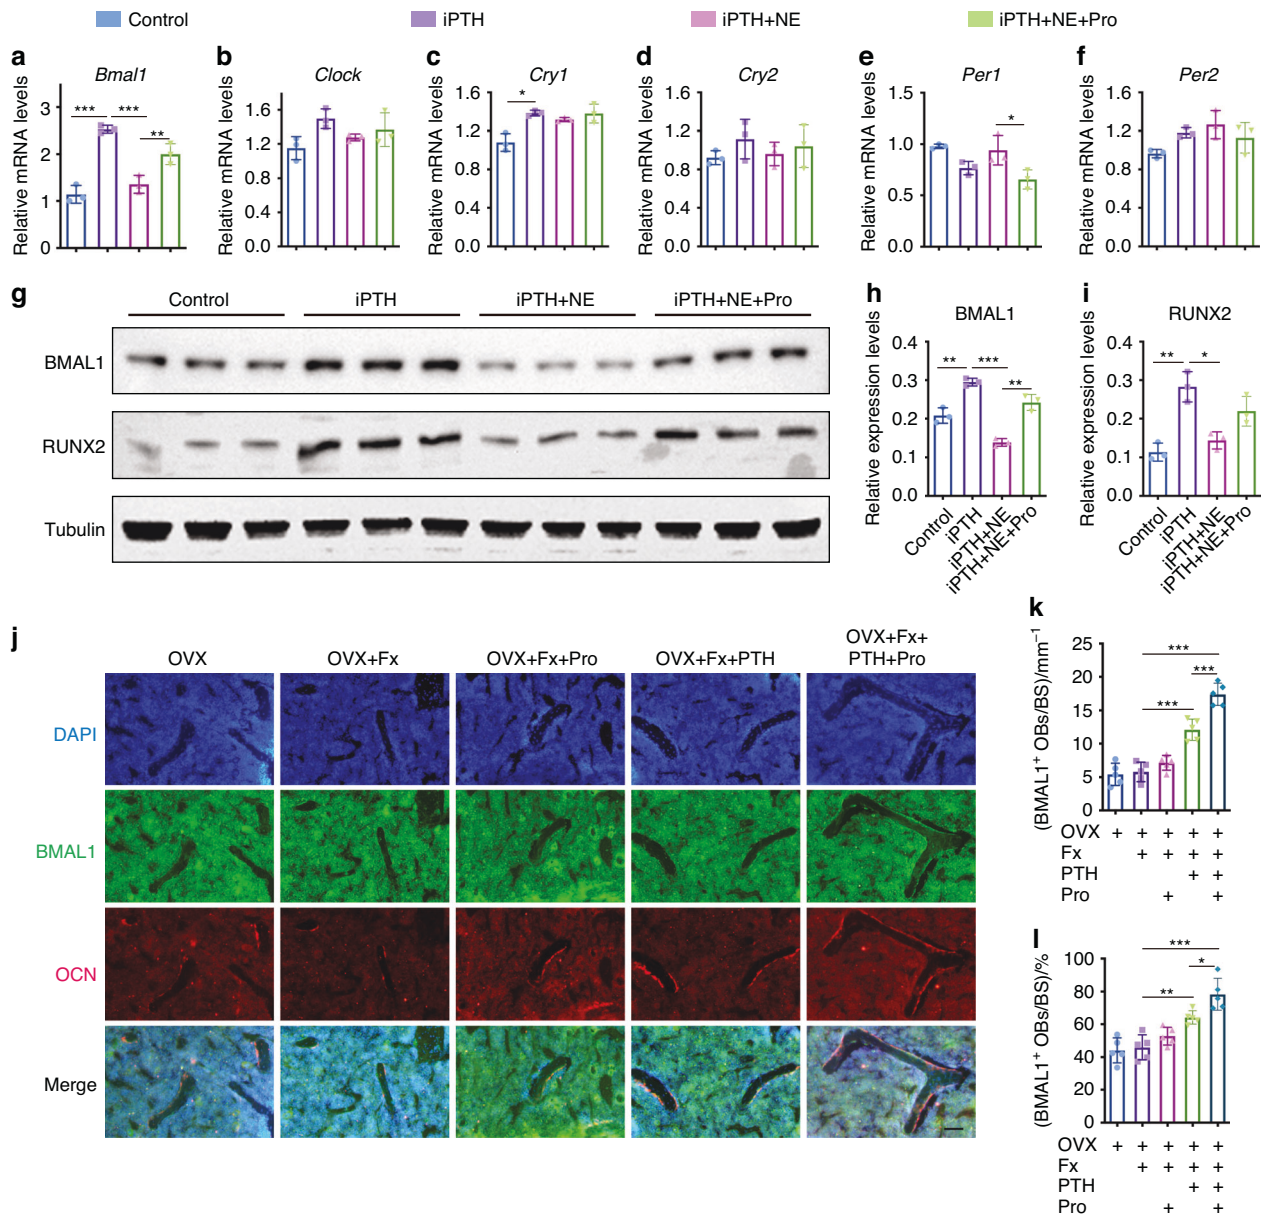 Control iPTH iPTH+NE iPTH+NE+Pro
a b c d e f
Bmal1 Clock Cry1 Cry2 Per1 Per2
Relative mRNA levels
3
2
1
0
*** ***
**
Relative mRNA levels
1.6
1.2
0.8
0.4
0.0
Relative mRNA levels
1.6
1.2
0.8
0.4
0.0
*
Relative mRNA levels
1.6
1.2
0.8
0.4
0.0
Relative mRNA levels
1.5
1.0
0.5
0.0
*
Relative mRNA levels
1.6
1.2
0.8
0.4
0.0
g
Control iPTH iPTH+NE iPTH+NE+Pro
BMAL1
RUNX2
Tubulin
h
BMAL1
Relative expression levels
0.4
0.3
0.2
0.1
0.0
** ***
**
Control
iPTH
iPTH+NE
iPTH+NE+Pro
i
RUNX2
Relative expression levels
0.4
0.3
0.2
0.1
0.0
** *
Control
iPTH
iPTH+NE
iPTH+NE+Pro
j
OVX OVX+Fx OVX+Fx+Pro OVX+Fx+PTH OVX+Fx+
PTH+Pro
DAPI
BMAL1
OCN
Merge
k
(BMAL1⁺ OBs/BS)/mm⁻¹
25
20
15
10
5
0
***
***
***
OVX + + + + +
Fx + + + +
PTH + +
Pro + +
l
(BMAL1⁺ OBs/BS)/%
100
80
60
40
20
0
***
*
**
OVX + + + + +
Fx + + + +
PTH + +
Pro + +